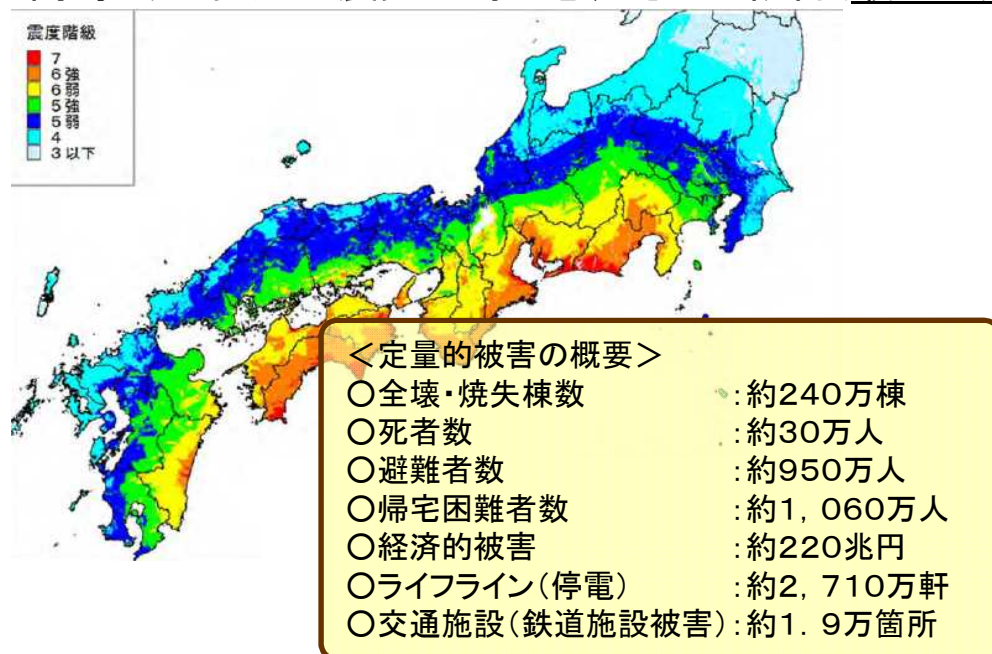 震度階級
7
6強
6弱
5強
5弱
4
3以下
＜定量的被害の概要＞
○全壊・焼失棟数　：約240万棟
○死者数　：約30万人
○避難者数　：約950万人
○帰宅困難者数　：約1，060万人
○経済的被害　：約220兆円
○ライフライン（停電）　：約2，710万軒
○交通施設（鉄道施設被害）：約1．9万箇所